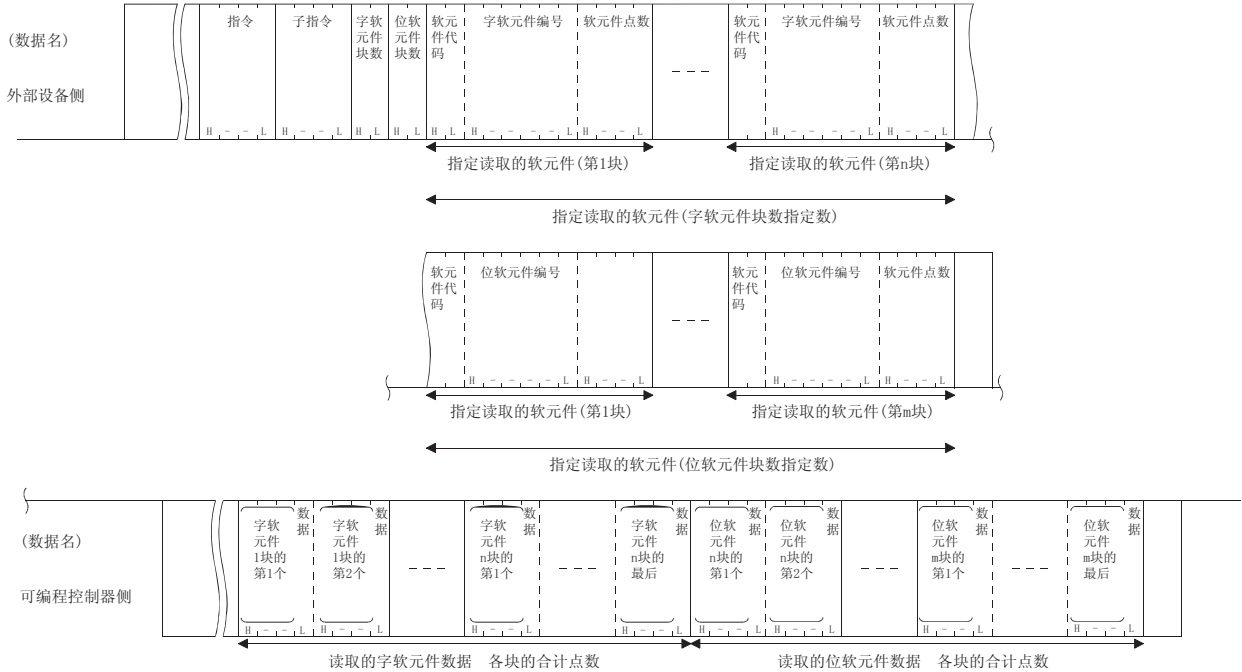 (数据名)
外部设备侧
指令
子指令
字软
元件
块数
位软
元件
块数
软元
件代
码
字软元件编号
软元件点数
软元
件代
码
字软元件编号
软元件点数
H - - L H - - L H L H L H L H - - - - L H - - L
H - - - - L H - - L
指定读取的软元件(第1块)
指定读取的软元件(第n块)
指定读取的软元件(字软元件块数指定数)
软元
件代
码
位软元件编号
软元
件代
码
位软元件编号
软元件点数
H - - - - L H - - L
H - - - - L H - - L
指定读取的软元件(第1块)
指定读取的软元件(第m块)
指定读取的软元件(位软元件块数指定数)
(数据名)
可编程控制器侧
字软
元件
1块的
第1个
数
据
字软
元件
1块的
第2个
数
据
字软
元件
n块的
第1个
数
据
字软
元件
n块的
最后
数
据
位软
元件
n块的
第1个
数
据
位软
元件
n块的
第2个
数
据
位软
元件
m块的
第1个
数
据
位软
元件
m块的
最后
数
据
H - - L H - - L H - - L H - - L H - - L H - - L H - - L H - - L
读取的字软元件数据 各块的合计点数
读取的位软元件数据 各块的合计点数